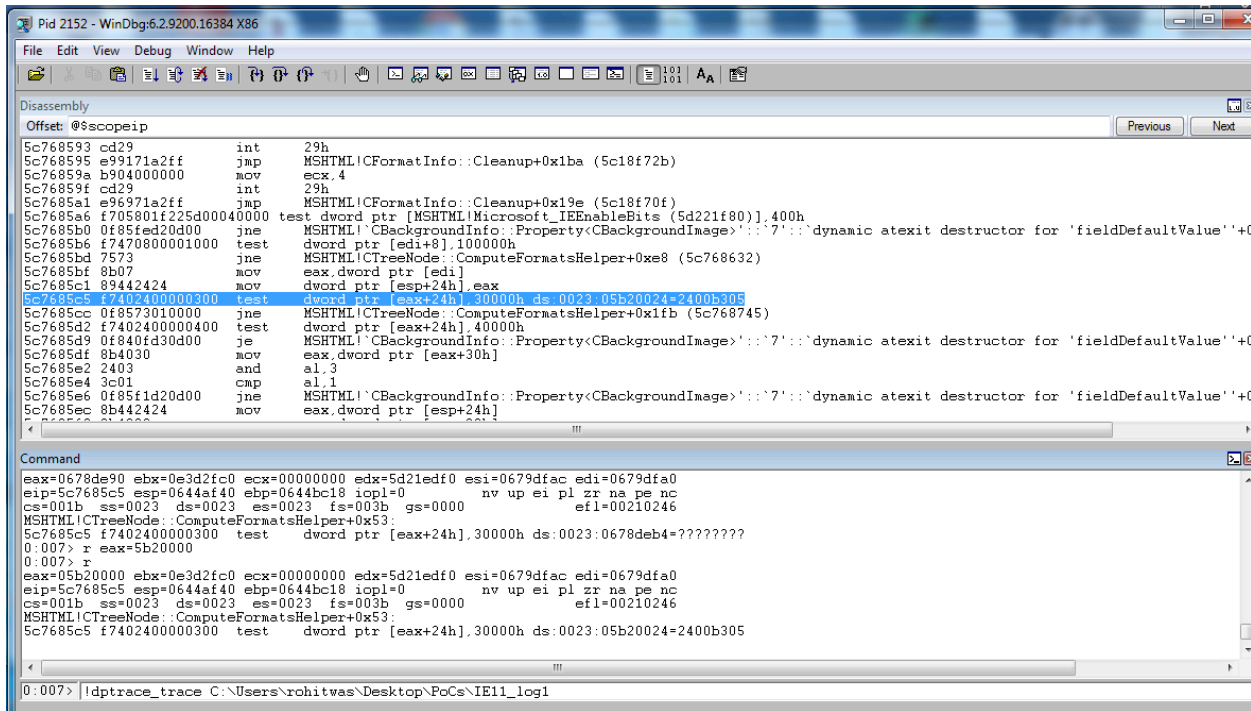 Pid 2152 - WinDbg:6.2.9200.16384 X86
File Edit View Debug Window Help
Disassembly
Offset: @$scopeip Previous Next
5c768593 cd29 int 29h
5c768595 e99171a2ff jmp MSHTML!CFormatInfo::Cleanup+0x1ba (5c18f72b)
5c76859a b904000000 mov ecx,4
5c76859f cd29 int 29h
5c7685a1 e96971a2ff jmp MSHTML!CFormatInfo::Cleanup+0x19e (5c18f70f)
5c7685a6 f705801f225d00040000 test dword ptr [MSHTML!Microsoft_IEEnableBits (5d221f80)],400h
5c7685b0 0f85fed20d00 jne MSHTML!`CBackgroundInfo::Property<CBackgroundImage>'::`7'::`dynamic atexit destructor for 'fieldDefaultValue''+0
5c7685b6 f7470800001000 test dword ptr [edi+8],100000h
5c7685bd 7573 jne MSHTML!CTreeNode::ComputeFormatsHelper+0xe8 (5c768632)
5c7685bf 8b07 mov eax,dword ptr [edi]
5c7685c1 89442424 mov dword ptr [esp+24h],eax
5c7685c5 f7402400000300 test dword ptr [eax+24h],30000h ds:0023:05b20024=2400b305
5c7685cc 0f8573010000 jne MSHTML!CTreeNode::ComputeFormatsHelper+0x1fb (5c768745)
5c7685d2 f7402400000400 test dword ptr [eax+24h],40000h
5c7685d9 0f840fd30d00 je MSHTML!`CBackgroundInfo::Property<CBackgroundImage>'::`7'::`dynamic atexit destructor for 'fieldDefaultValue''+0
5c7685df 8b4030 mov eax,dword ptr [eax+30h]
5c7685e2 2403 and al,3
5c7685e4 3c01 cmp al,1
5c7685e6 0f85f1d20d00 jne MSHTML!`CBackgroundInfo::Property<CBackgroundImage>'::`7'::`dynamic atexit destructor for 'fieldDefaultValue''+0
5c7685ec 8b442424 mov eax,dword ptr [esp+24h]
Command
eax=0678de90 ebx=0e3d2fc0 ecx=00000000 edx=5d21edf0 esi=0679dfac edi=0679dfa0
eip=5c7685c5 esp=0644af40 ebp=0644bc18 iopl=0 nv up ei pl zr na pe nc
cs=001b ss=0023 ds=0023 es=0023 fs=003b gs=0000 efl=00210246
MSHTML!CTreeNode::ComputeFormatsHelper+0x53:
5c7685c5 f7402400000300 test dword ptr [eax+24h],30000h ds:0023:0678deb4=????????
0:007> r eax=5b20000
0:007> r
eax=05b20000 ebx=0e3d2fc0 ecx=00000000 edx=5d21edf0 esi=0679dfac edi=0679dfa0
eip=5c7685c5 esp=0644af40 ebp=0644bc18 iopl=0 nv up ei pl zr na pe nc
cs=001b ss=0023 ds=0023 es=0023 fs=003b gs=0000 efl=00210246
MSHTML!CTreeNode::ComputeFormatsHelper+0x53:
5c7685c5 f7402400000300 test dword ptr [eax+24h],30000h ds:0023:05b20024=2400b305
0:007> !dptrace_trace C:\Users\rohitwas\Desktop\PoCs\IE11_log1